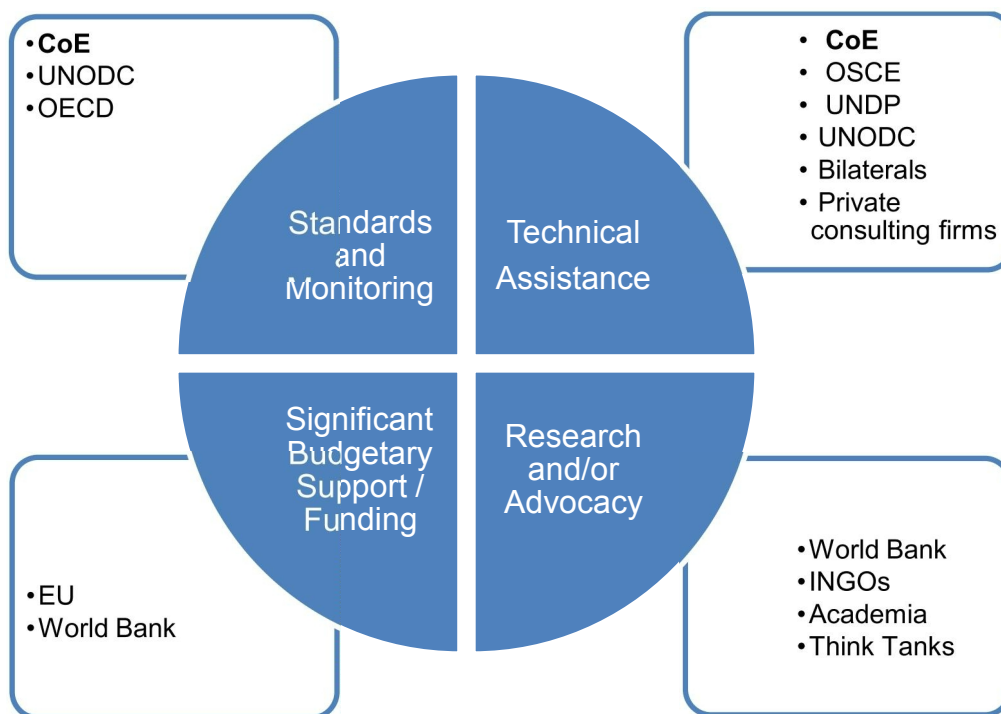 •CoE
•UNODC
•OECD
• CoE
• OSCE
• UNDP
• UNODC
• Bilaterals
• Private
consulting firms
Standards
and
Monitoring
Technical
Assistance
Significant
Budgetary
Support /
Funding
Research
and/or
Advocacy
•EU
•World Bank
•World Bank
•INGOs
•Academia
•Think Tanks